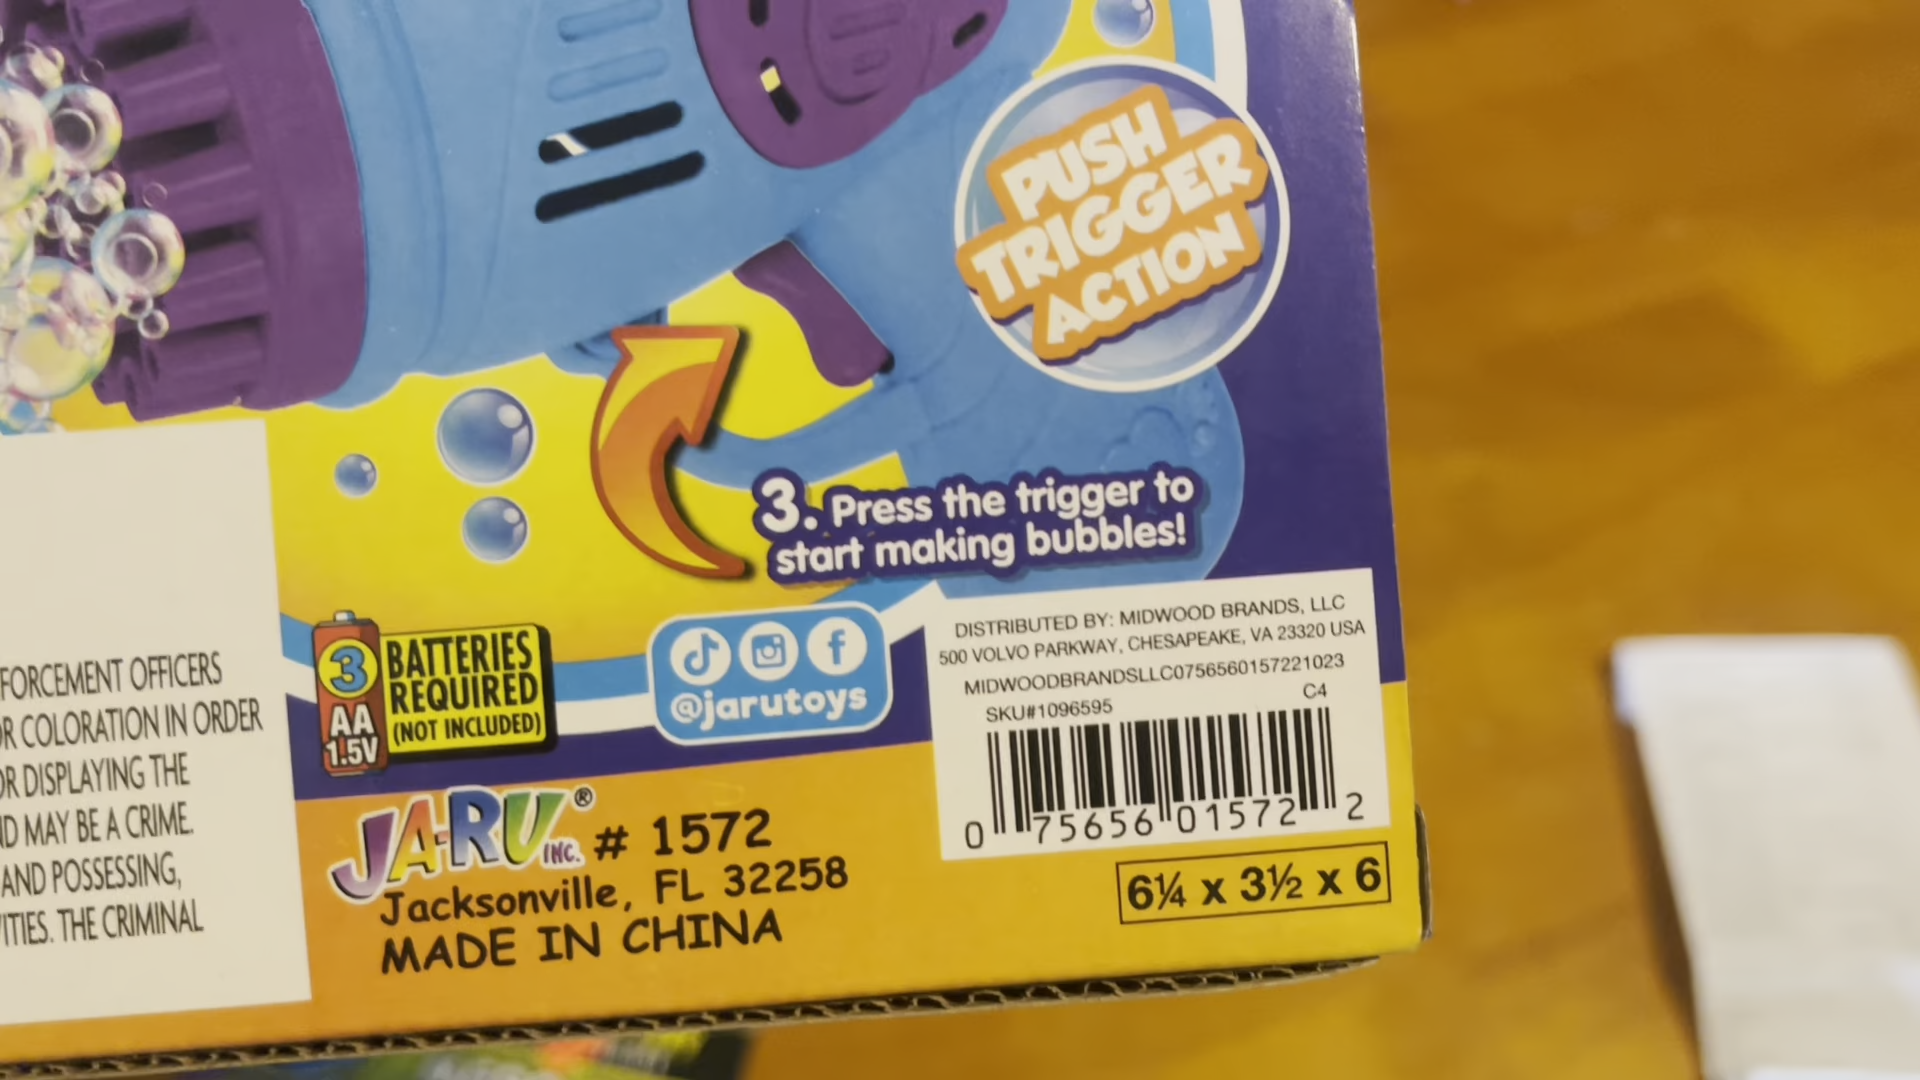 PUSH
TRIGGER
ACTION
3. Press the trigger to
start making bubbles!
FORCEMENT OFFICERS
R COLORATION IN ORDER
OR DISPLAYING THE
ND MAY BE A CRIME.
AND POSSESSING,
ITIES. THE CRIMINAL
3
AA
1.5V
BATTERIES
REQUIRED
(NOT INCLUDED)
@jarutoys
DISTRIBUTED BY: MIDWOOD BRANDS, LLC
500 VOLVO PARKWAY, CHESAPEAKE, VA 23320 USA
MIDWOODBRANDSLLC0756560157221023
C4
SKU#1096595
0 75656 01572 2
JA-RU® INC. # 1572
Jacksonville, FL 32258
MADE IN CHINA
6¼ x 3½ x 6